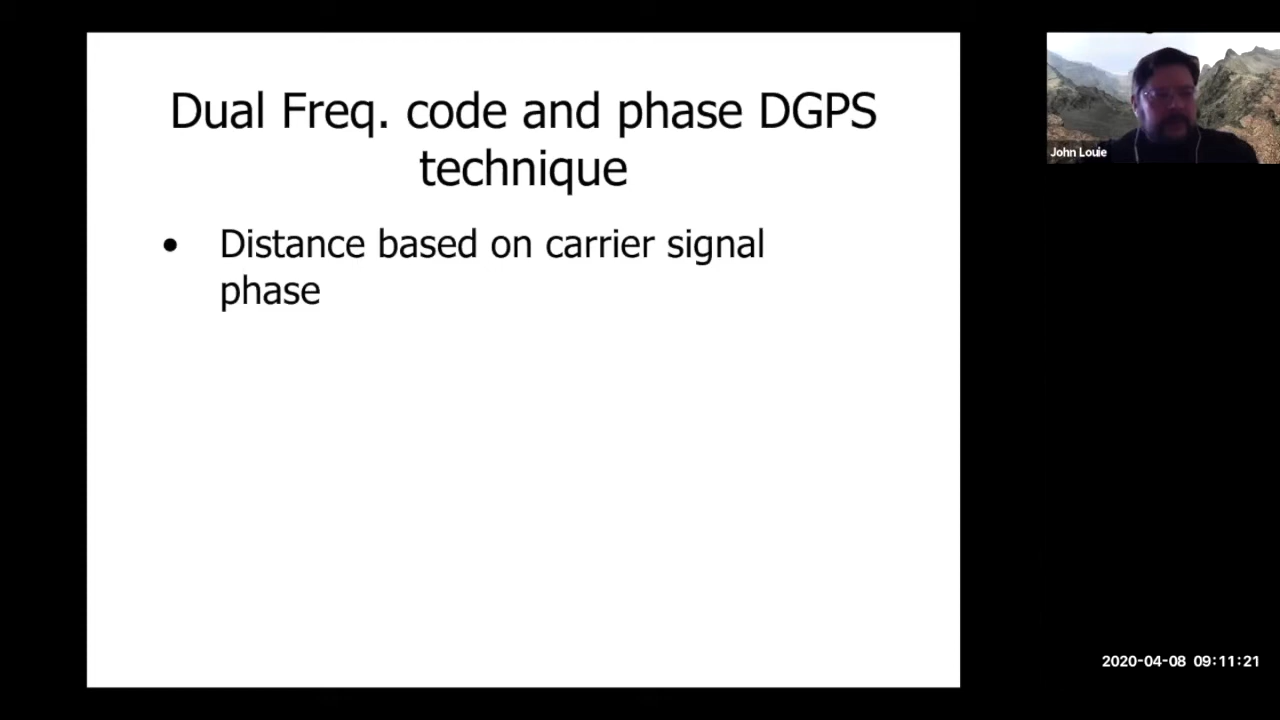 Dual Freq. code and phase DGPS
technique
• Distance based on carrier signal
phase
John Louie
2020-04-08 09:11:21